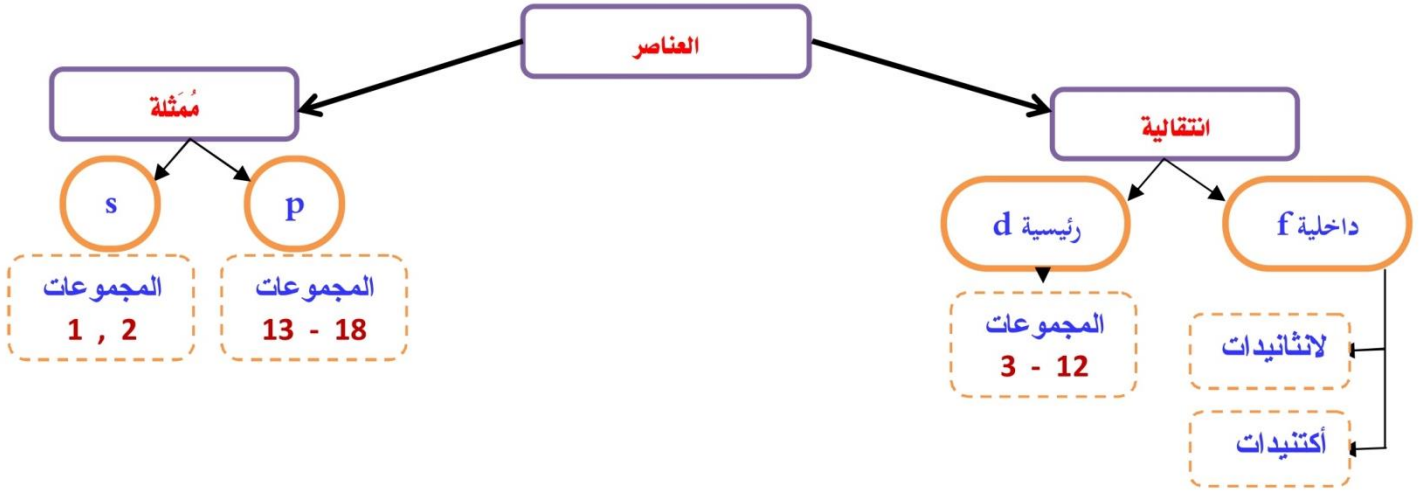 العناصر
مُمَثلة
انتقالية
s
p
رئيسية d
داخلية f
المجموعات
1 , 2
المجموعات
13 - 18
المجموعات
3 - 12
لانثانيدات
أكتنيدات